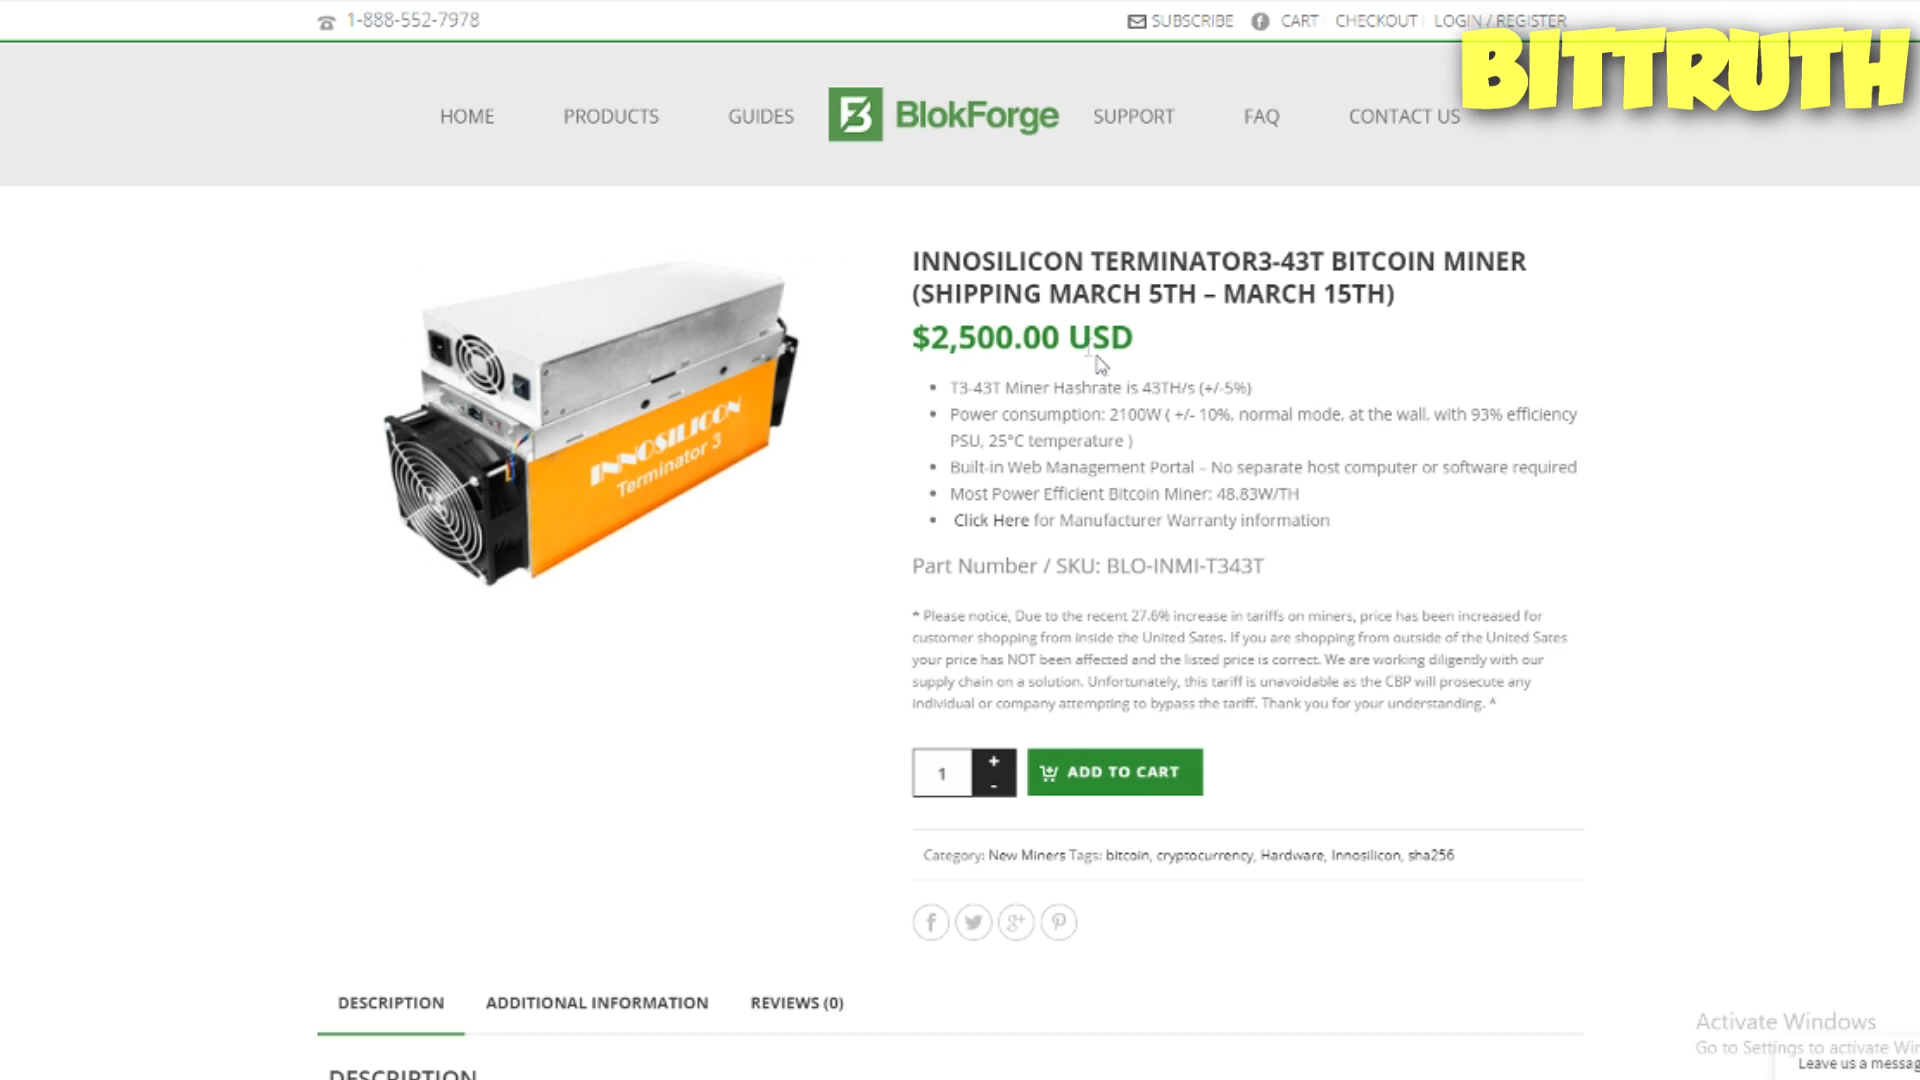 1-888-552-7978
SUBSCRIBE CART CHECKOUT LOGIN / REGISTER
BITTRUTH
HOME PRODUCTS GUIDES BlokForge SUPPORT FAQ CONTACT US
INNOSILICON TERMINATOR3-43T BITCOIN MINER
(SHIPPING MARCH 5TH – MARCH 15TH)
$2,500.00 USD
T3-43T Miner Hashrate is 43TH/s (+/-5%)
Power consumption: 2100W ( +/- 10%, normal mode, at the wall, with 93% efficiency
PSU, 25°C temperature )
Built-in Web Management Portal – No separate host computer or software required
Most Power Efficient Bitcoin Miner: 48.83W/TH
Click Here for Manufacturer Warranty information
INNOSILICON
Terminator 3
Part Number / SKU: BLO-INMI-T343T
* Please notice, Due to the recent 27.6% increase in tariffs on miners, price has been increased for
customer shopping from inside the United Sates. If you are shopping from outside of the United Sates
your price has NOT been affected and the listed price is correct. We are working diligently with our
supply chain on a solution. Unfortunately, this tariff is unavoidable as the CBP will prosecute any
individual or company attempting to bypass the tariff. Thank you for your understanding. *
1 + -
ADD TO CART
Category: New Miners Tags: bitcoin, cryptocurrency, Hardware, Innosilicon, sha256
DESCRIPTION ADDITIONAL INFORMATION REVIEWS (0)
DESCRIPTION
Activate Windows
Go to Settings to activate Win
Leave us a messag